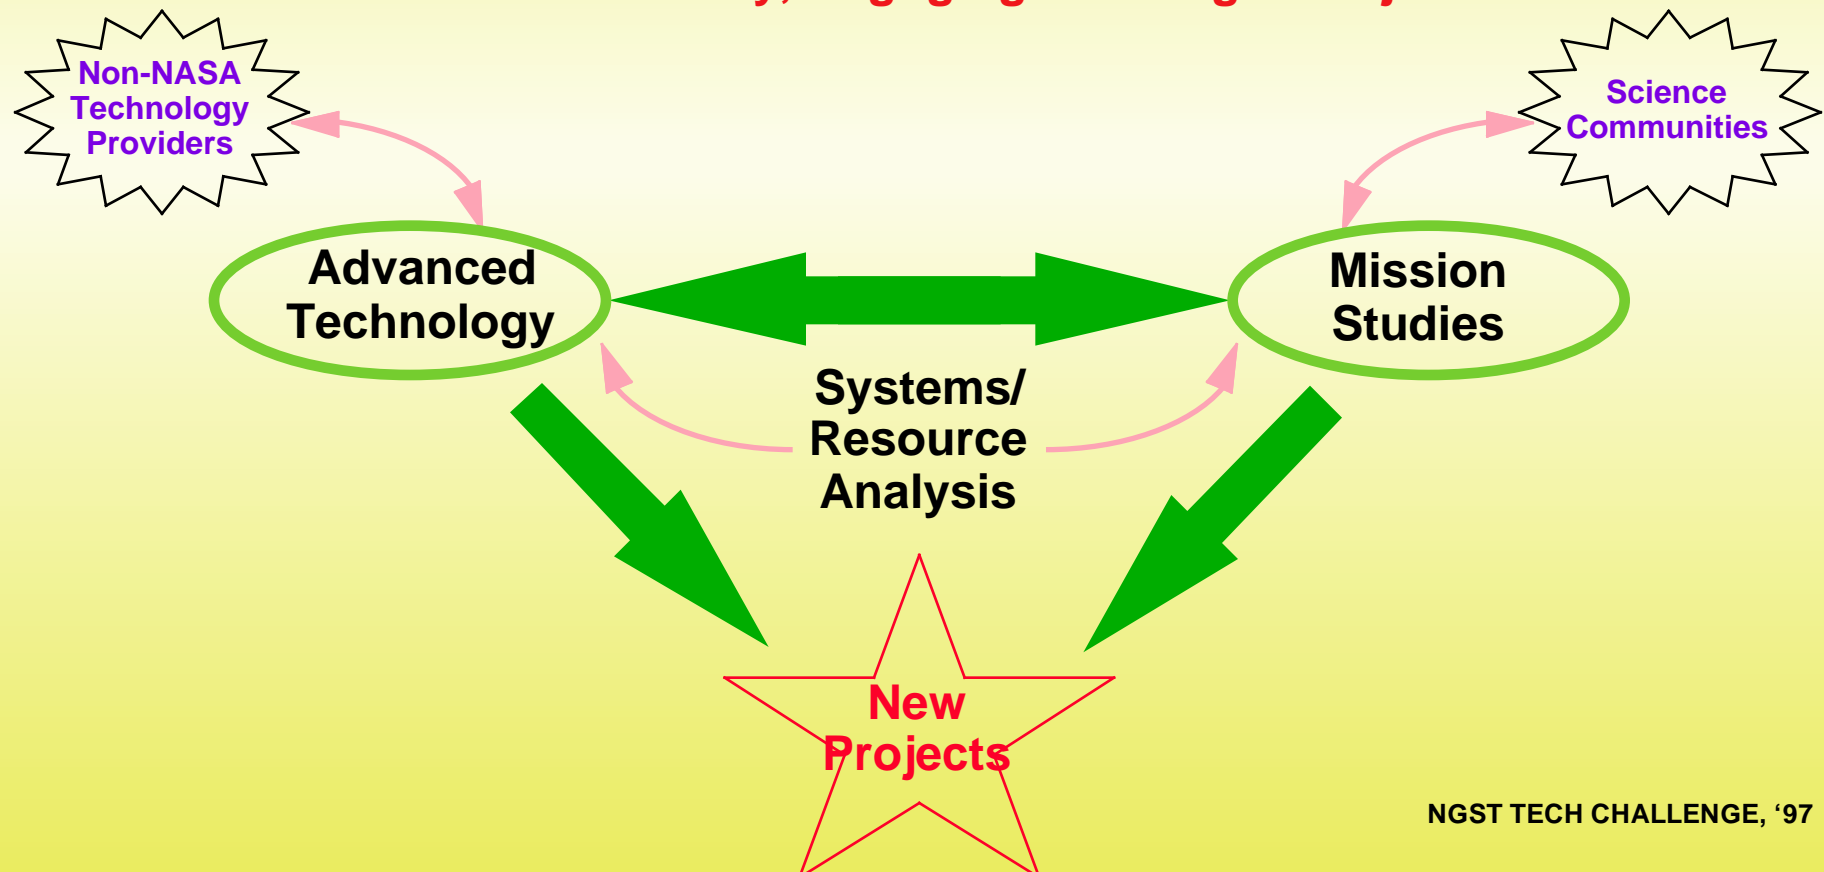 Non-NASA
Technology
Providers
Science
Communities
Advanced
Technology
Mission
Studies
Systems/
Resource
Analysis
New
Projects
NGST TECH CHALLENGE, ‘97